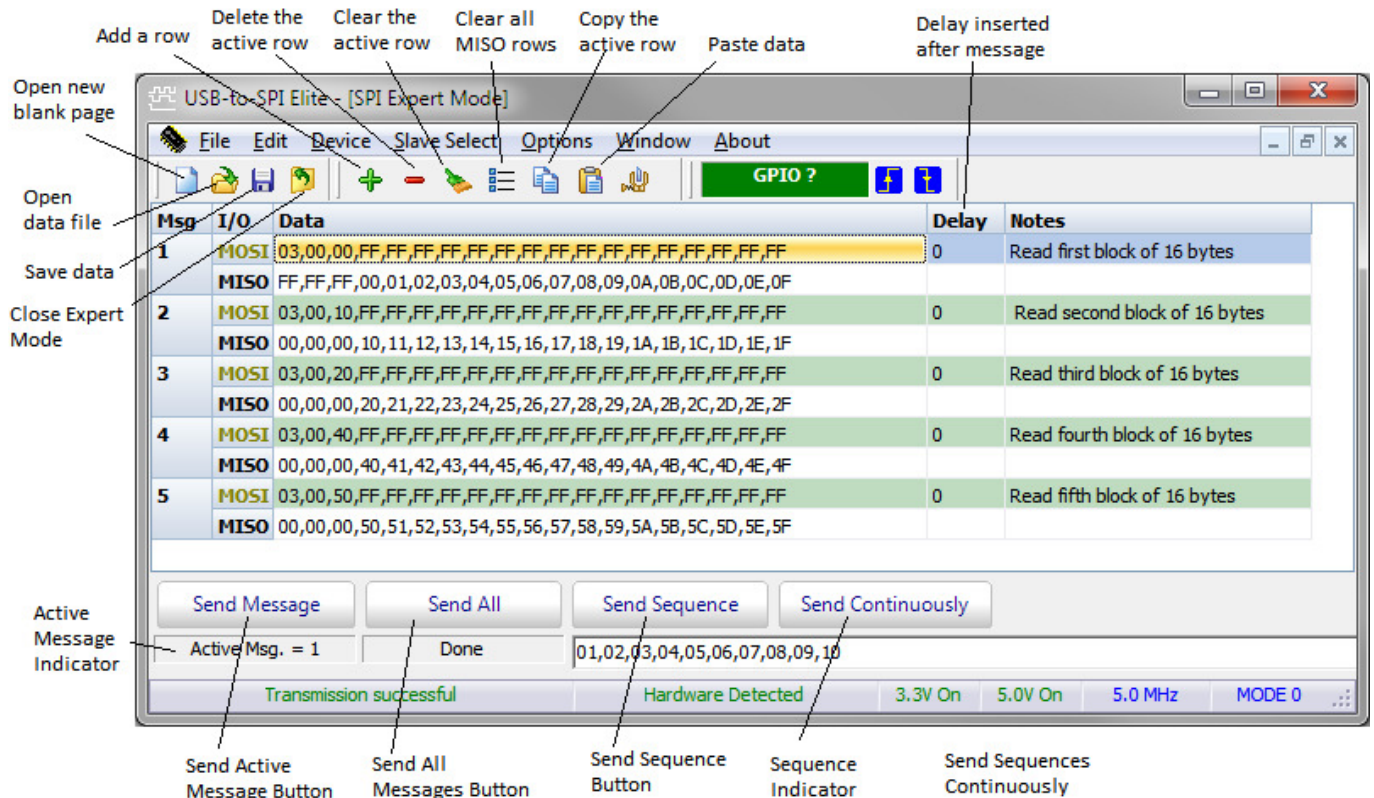 Delete the
active row
Clear the
active row
Clear all
MISO rows
Copy the
active row
Delay inserted
after message
Add a row
Paste data
Open new
blank page
USB-to-SPI Elite - [SPI Expert Mode]
File Edit Device Slave Select Options Window About
GPIO ?
Open
data file
Save data
Close Expert
Mode
Msg I/O Data Delay Notes
1 MOSI 03,00,00,FF,FF,FF,FF,FF,FF,FF,FF,FF,FF,FF,FF,FF,FF,FF,FF 0 Read first block of 16 bytes
MISO FF,FF,FF,00,01,02,03,04,05,06,07,08,09,0A,0B,0C,0D,0E,0F
2 MOSI 03,00,10,FF,FF,FF,FF,FF,FF,FF,FF,FF,FF,FF,FF,FF,FF,FF,FF 0 Read second block of 16 bytes
MISO 00,00,00,10,11,12,13,14,15,16,17,18,19,1A,1B,1C,1D,1E,1F
3 MOSI 03,00,20,FF,FF,FF,FF,FF,FF,FF,FF,FF,FF,FF,FF,FF,FF,FF,FF 0 Read third block of 16 bytes
MISO 00,00,00,20,21,22,23,24,25,26,27,28,29,2A,2B,2C,2D,2E,2F
4 MOSI 03,00,40,FF,FF,FF,FF,FF,FF,FF,FF,FF,FF,FF,FF,FF,FF,FF,FF 0 Read fourth block of 16 bytes
MISO 00,00,00,40,41,42,43,44,45,46,47,48,49,4A,4B,4C,4D,4E,4F
5 MOSI 03,00,50,FF,FF,FF,FF,FF,FF,FF,FF,FF,FF,FF,FF,FF,FF,FF,FF 0 Read fifth block of 16 bytes
MISO 00,00,00,50,51,52,53,54,55,56,57,58,59,5A,5B,5C,5D,5E,5F
Send Message Send All Send Sequence Send Continuously
Active
Message
Indicator
Active Msg. = 1 Done 01,02,03,04,05,06,07,08,09,10
Transmission successful Hardware Detected 3.3V On 5.0V On 5.0 MHz MODE 0
Send Active
Message Button
Send All
Messages Button
Send Sequence
Button
Sequence
Indicator
Send Sequences
Continuously